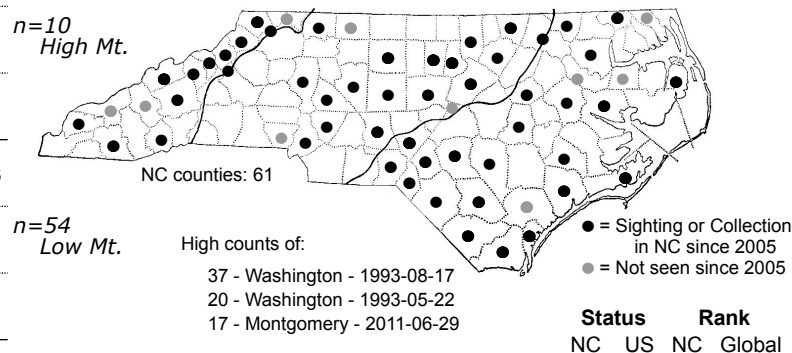 n=10
High Mt.
n=54
Low Mt.
NC counties: 61
High counts of:
37 - Washington - 1993-08-17
20 - Washington - 1993-05-22
17 - Montgomery - 2011-06-29
= Sighting or Collection
in NC since 2005
= Not seen since 2005
Status Rank
NC US NC Global